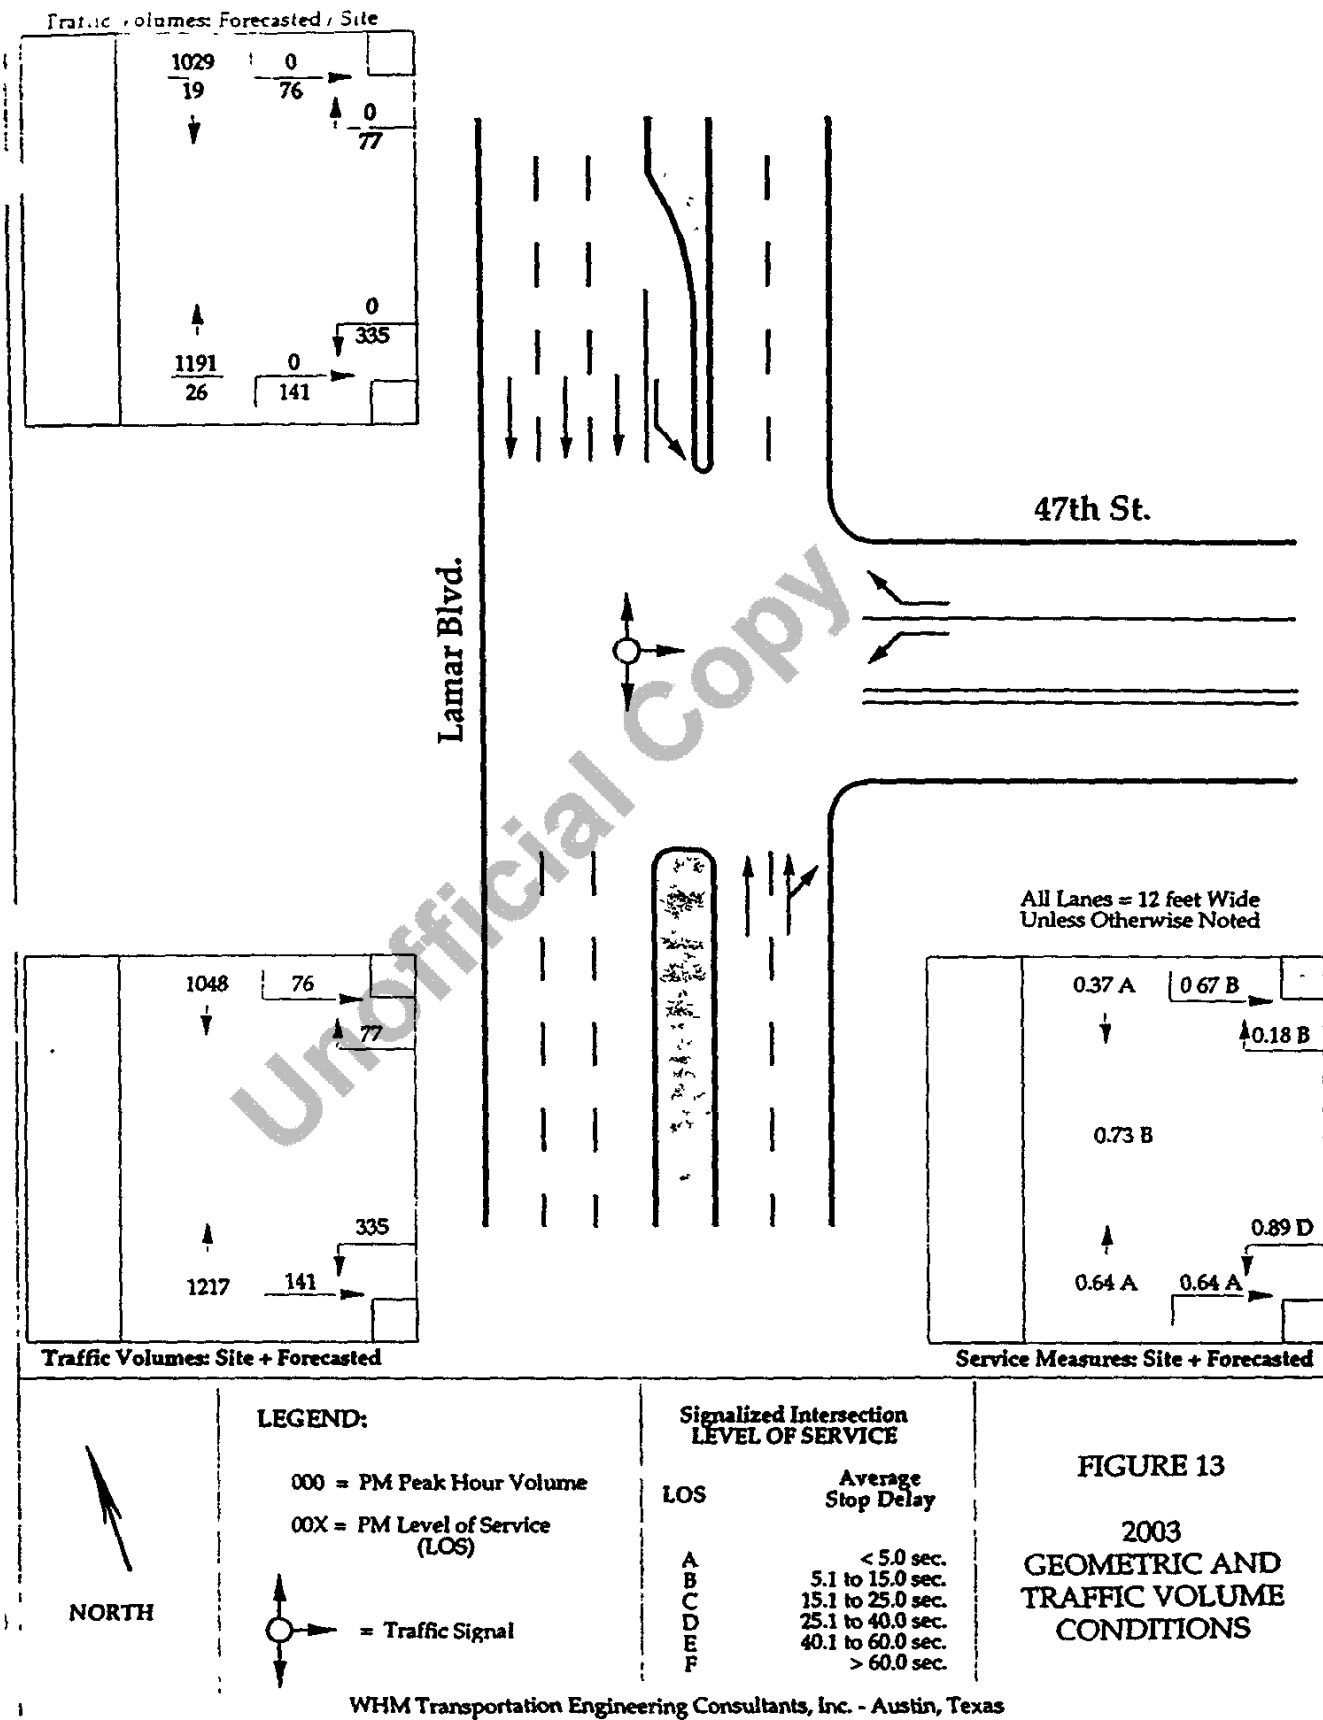 Traffic Volumes: Forecasted / Site
1029
19
0
76
0
77
0
335
1191
26
0
141
47th St.
Lamar Blvd.
Unofficial Copy
All Lanes = 12 feet Wide
Unless Otherwise Noted
1048
76
77
335
1217
141
Traffic Volumes: Site + Forecasted
0.37 A
0 67 B
0.18 B
0.73 B
0.89 D
0.64 A
0.64 A
Service Measures: Site + Forecasted
NORTH
LEGEND:
000 = PM Peak Hour Volume
00X = PM Level of Service
(LOS)
= Traffic Signal
Signalized Intersection
LEVEL OF SERVICE
LOS Average
Stop Delay
A < 5.0 sec.
B 5.1 to 15.0 sec.
C 15.1 to 25.0 sec.
D 25.1 to 40.0 sec.
E 40.1 to 60.0 sec.
F > 60.0 sec.
FIGURE 13
2003
GEOMETRIC AND
TRAFFIC VOLUME
CONDITIONS
WHM Transportation Engineering Consultants, Inc. - Austin, Texas